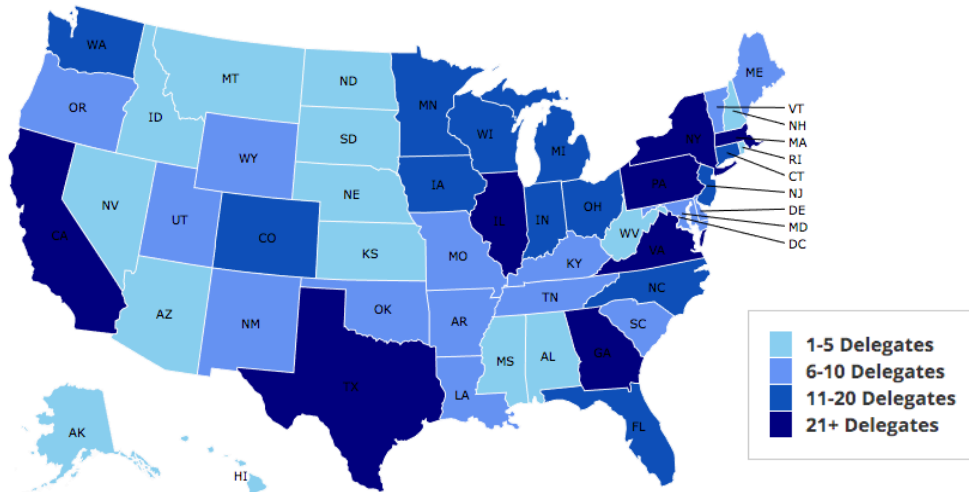 WA
MT
ND
OR
ID
SD
MN
WI
MI
ME
VT
NH
MA
RI
CT
NJ
DE
MD
DC
NY
PA
WY
NE
IA
NV
UT
CO
KS
IL
IN
OH
WV
VA
CA
MO
KY
NC
AZ
NM
OK
AR
TN
SC
MS
AL
GA
TX
LA
FL
AK
HI
1-5 Delegates
6-10 Delegates
11-20 Delegates
21+ Delegates